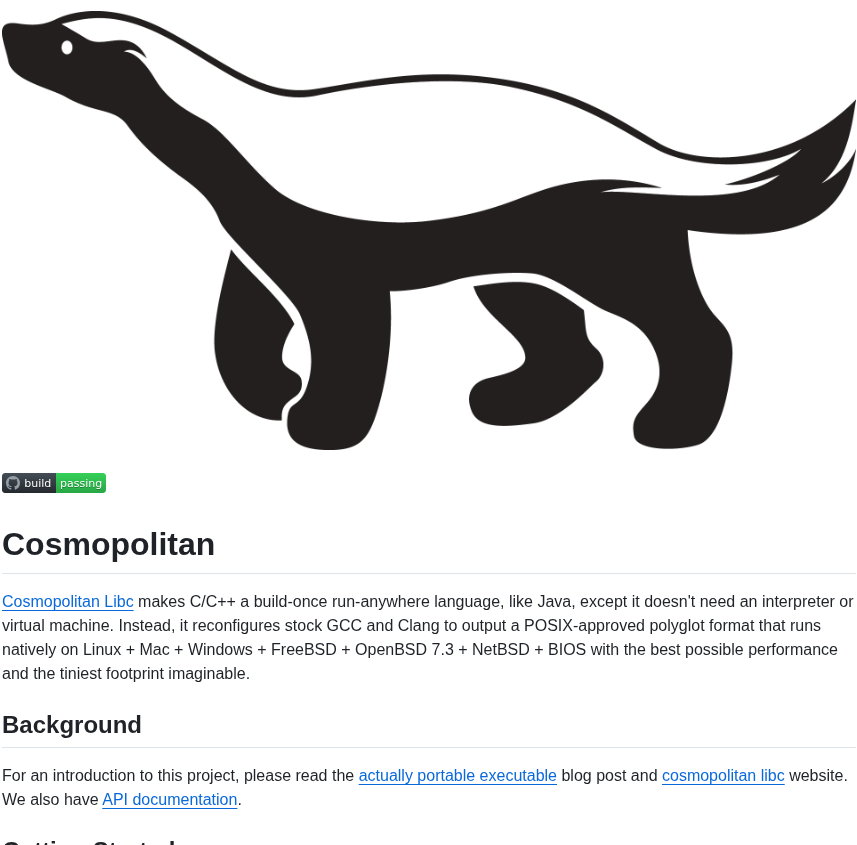 build passing
Cosmopolitan
Cosmopolitan Libc makes C/C++ a build-once run-anywhere language, like Java, except it doesn't need an interpreter or
virtual machine. Instead, it reconfigures stock GCC and Clang to output a POSIX-approved polyglot format that runs
natively on Linux + Mac + Windows + FreeBSD + OpenBSD 7.3 + NetBSD + BIOS with the best possible performance
and the tiniest footprint imaginable.
Background
For an introduction to this project, please read the actually portable executable blog post and cosmopolitan libc website.
We also have API documentation.
Getting Started